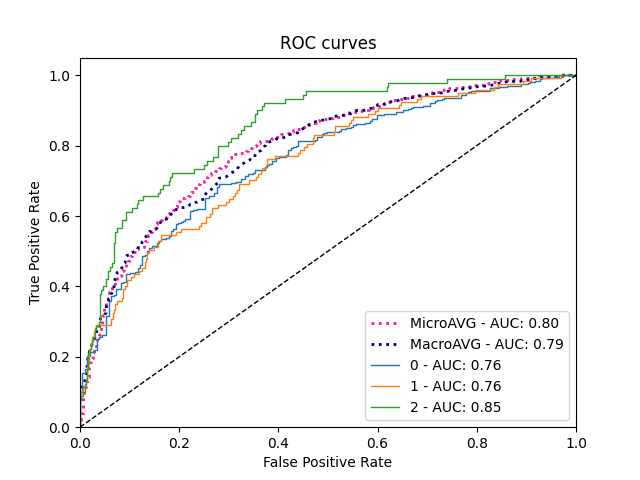 ROC curves
True Positive Rate
1.0
0.8
0.6
0.4
0.2
0.0
MicroAVG - AUC: 0.80
MacroAVG - AUC: 0.79
0 - AUC: 0.76
1 - AUC: 0.76
2 - AUC: 0.85
0.0 0.2 0.4 0.6 0.8 1.0
False Positive Rate